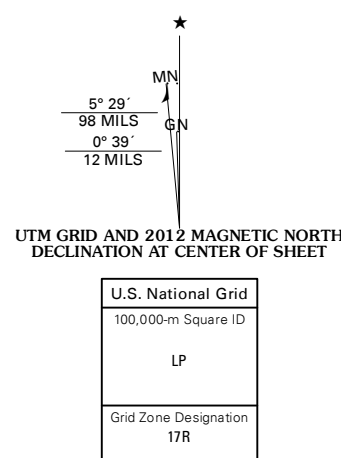 ★
MN
5° 29´
98 MILS
GN
0° 39´
12 MILS
UTM GRID AND 2012 MAGNETIC NORTH
DECLINATION AT CENTER OF SHEET
U.S. National Grid
100,000-m Square ID
LP
Grid Zone Designation
17R